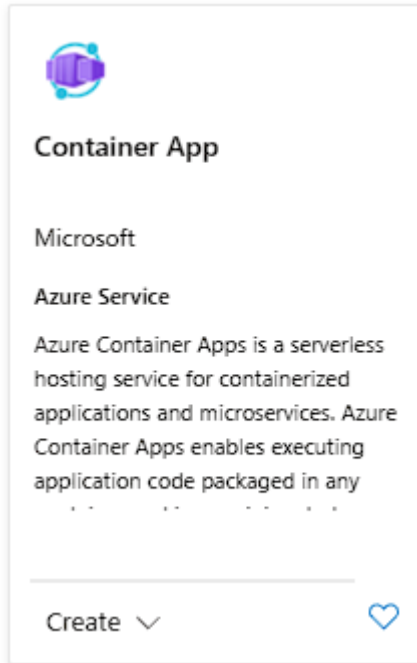 Container App
Microsoft
Azure Service
Azure Container Apps is a serverless
hosting service for containerized
applications and microservices. Azure
Container Apps enables executing
application code packaged in any
Create